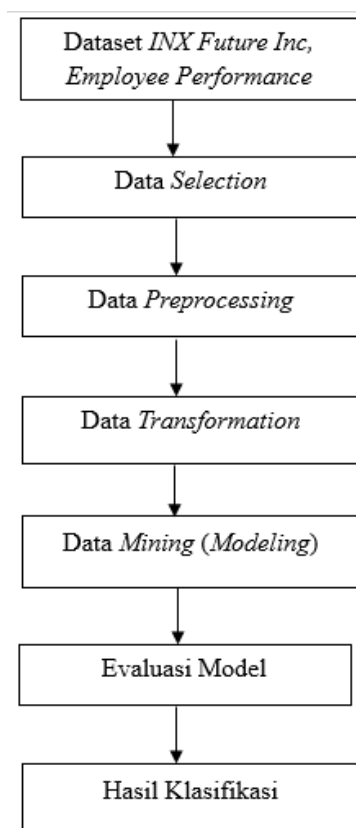 Dataset INX Future Inc,
Employee Performance
Data Selection
Data Preprocessing
Data Transformation
Data Mining (Modeling)
Evaluasi Model
Hasil Klasifikasi